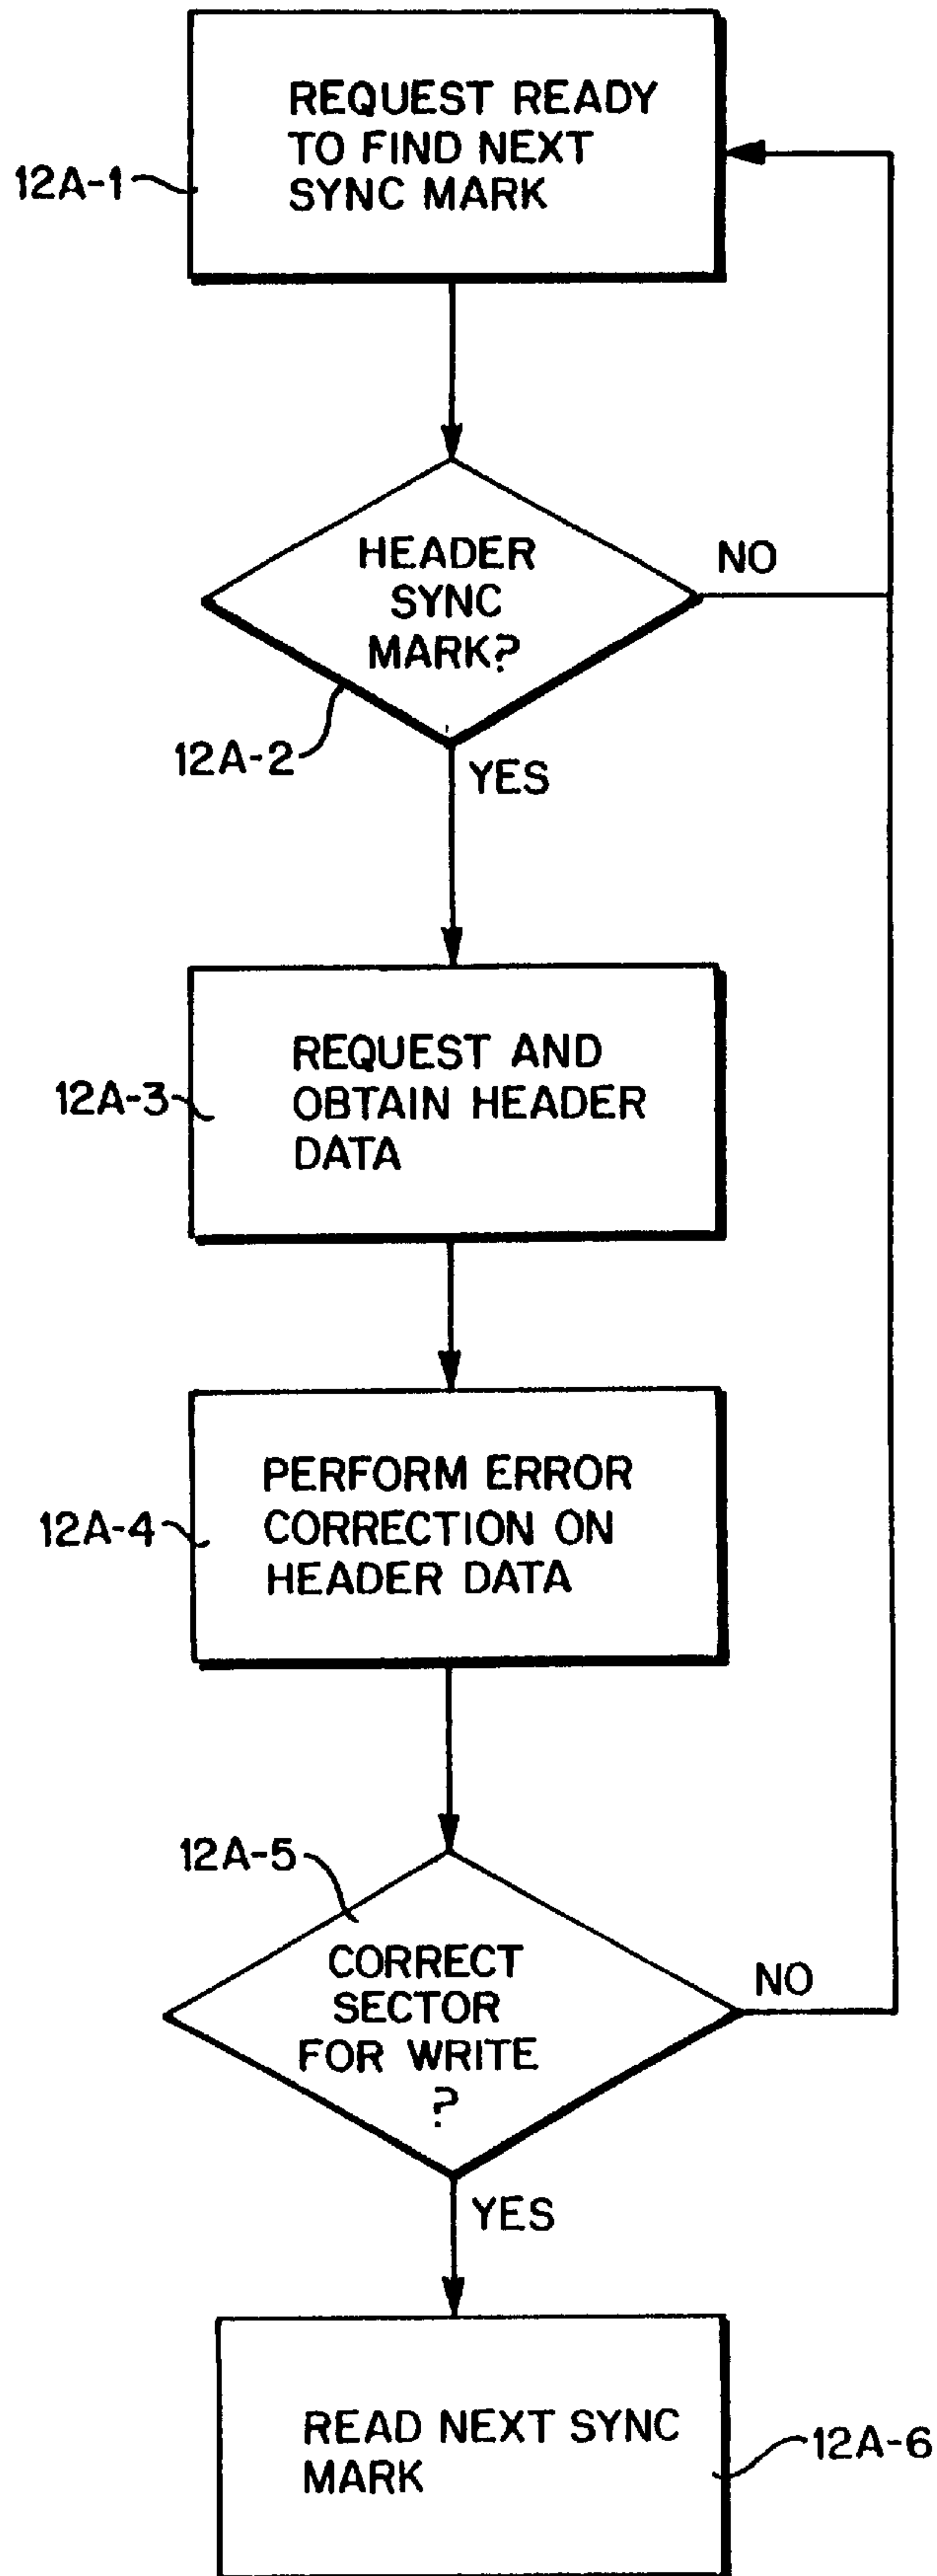 REQUEST READY
TO FIND NEXT
SYNC MARK
12A-1
HEADER
SYNC
MARK?
NO
12A-2
YES
REQUEST AND
OBTAIN HEADER
DATA
12A-3
PERFORM ERROR
CORRECTION ON
HEADER DATA
12A-4
12A-5
CORRECT
SECTOR
FOR WRITE
?
NO
YES
READ NEXT SYNC
MARK
12A-6